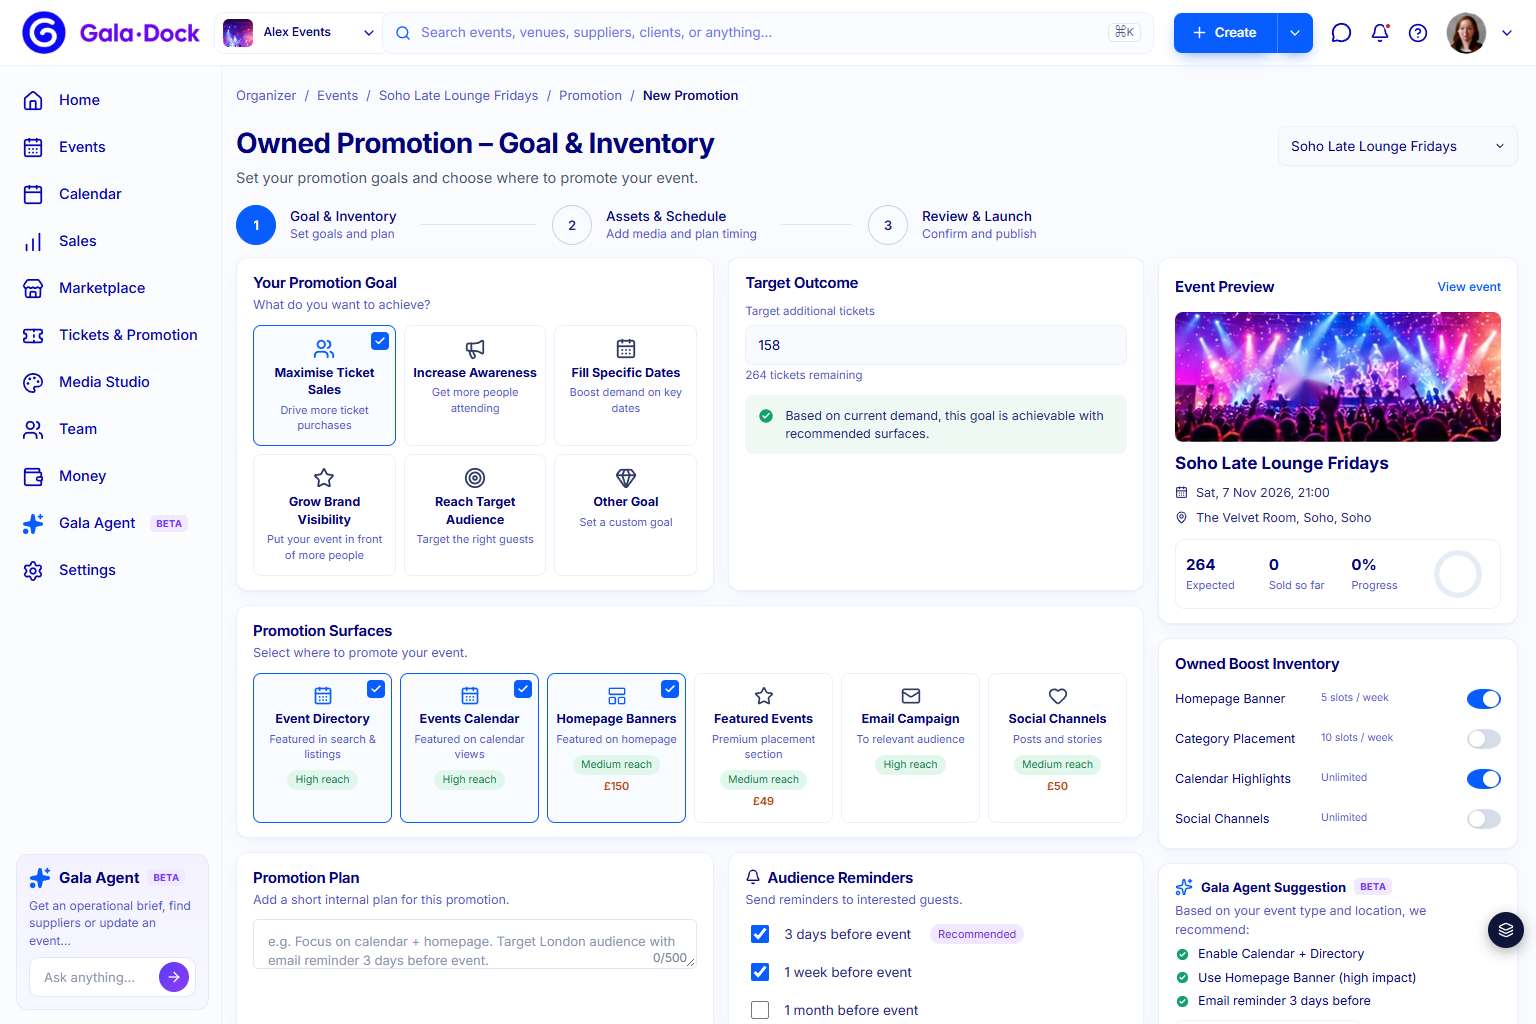 Gala·Dock
Alex Events
Search events, venues, suppliers, clients, or anything...
⌘K
+ Create
Home
Events
Calendar
Sales
Marketplace
Tickets & Promotion
Media Studio
Team
Money
Gala Agent BETA
Settings
Gala Agent BETA
Get an operational brief, find
suppliers or update an
event...
Ask anything...
Organizer / Events / Soho Late Lounge Fridays / Promotion / New Promotion
Owned Promotion – Goal & Inventory
Set your promotion goals and choose where to promote your event.
Soho Late Lounge Fridays
1
Goal & Inventory
Set goals and plan
2
Assets & Schedule
Add media and plan timing
3
Review & Launch
Confirm and publish
Your Promotion Goal
What do you want to achieve?
Maximise Ticket
Sales
Drive more ticket
purchases
Increase Awareness
Get more people
attending
Fill Specific Dates
Boost demand on key
dates
Grow Brand
Visibility
Put your event in front
of more people
Reach Target
Audience
Target the right guests
Other Goal
Set a custom goal
Target Outcome
Target additional tickets
158
264 tickets remaining
Based on current demand, this goal is achievable with
recommended surfaces.
Promotion Surfaces
Select where to promote your event.
Event Directory
Featured in search &
listings
High reach
Events Calendar
Featured on calendar
views
High reach
Homepage Banners
Featured on homepage
Medium reach
£150
Featured Events
Premium placement
section
Medium reach
£49
Email Campaign
To relevant audience
High reach
Social Channels
Posts and stories
Medium reach
£50
Promotion Plan
Add a short internal plan for this promotion.
e.g. Focus on calendar + homepage. Target London audience with
email reminder 3 days before event.
0/500
Audience Reminders
Send reminders to interested guests.
3 days before event Recommended
1 week before event
1 month before event
Event Preview
View event
Soho Late Lounge Fridays
Sat, 7 Nov 2026, 21:00
The Velvet Room, Soho, Soho
264
Expected
0
Sold so far
0%
Progress
Owned Boost Inventory
Homepage Banner 5 slots / week
Category Placement 10 slots / week
Calendar Highlights Unlimited
Social Channels Unlimited
Gala Agent Suggestion BETA
Based on your event type and location, we
recommend:
Enable Calendar + Directory
Use Homepage Banner (high impact)
Email reminder 3 days before